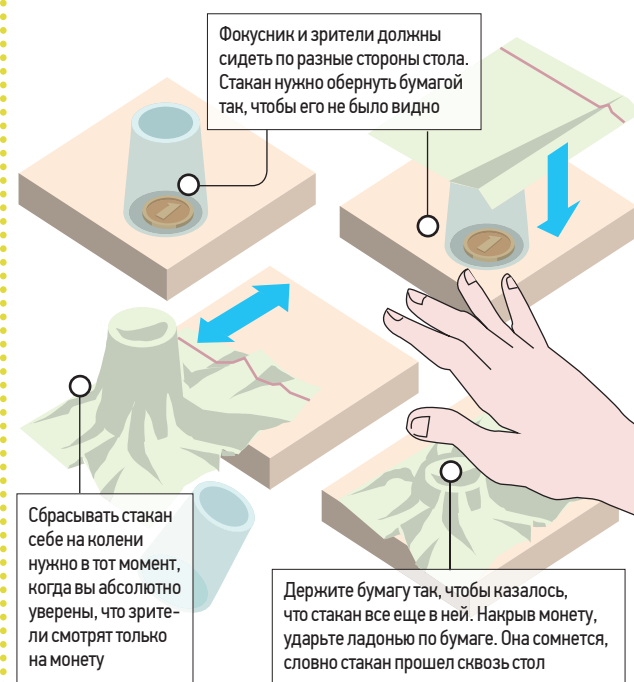 Фокусник и зрители должны
сидеть по разные стороны стола.
Стакан нужно обернуть бумагой
так, чтобы его не было видно
Сбрасывать стакан
себе на колени
нужно в тот момент,
когда вы абсолютно
уверены, что зрите-
ли смотрят только
на монету
Держите бумагу так, чтобы казалось,
что стакан все еще в ней. Накрыв монету,
ударьте ладонью по бумаге. Она сомнется,
словно стакан прошел сквозь стол